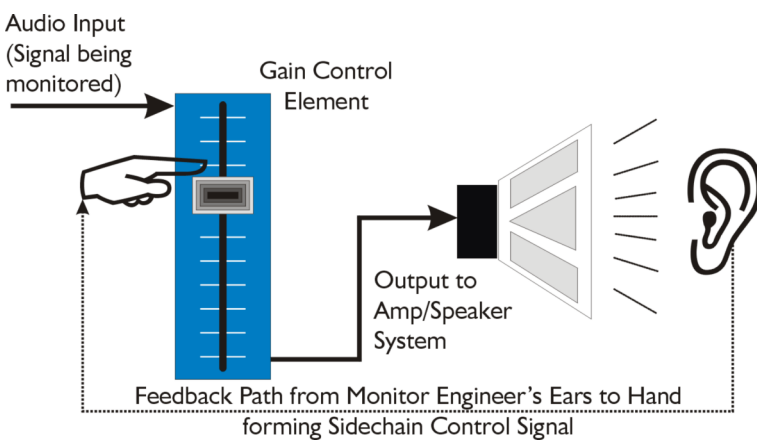 Audio Input
(Signal being
monitored)
Gain Control
Element
Output to
Amp/Speaker
System
Feedback Path from Monitor Engineer's Ears to Hand
forming Sidechain Control Signal